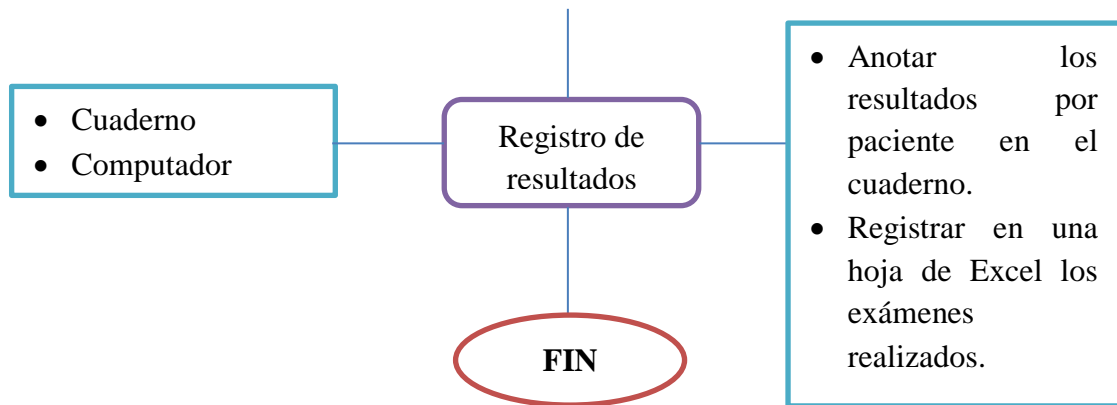 • Cuaderno
• Computador
Registro de
resultados
• Anotar los
resultados por
paciente en el
cuaderno.
• Registrar en una
hoja de Excel los
exámenes
realizados.
FIN